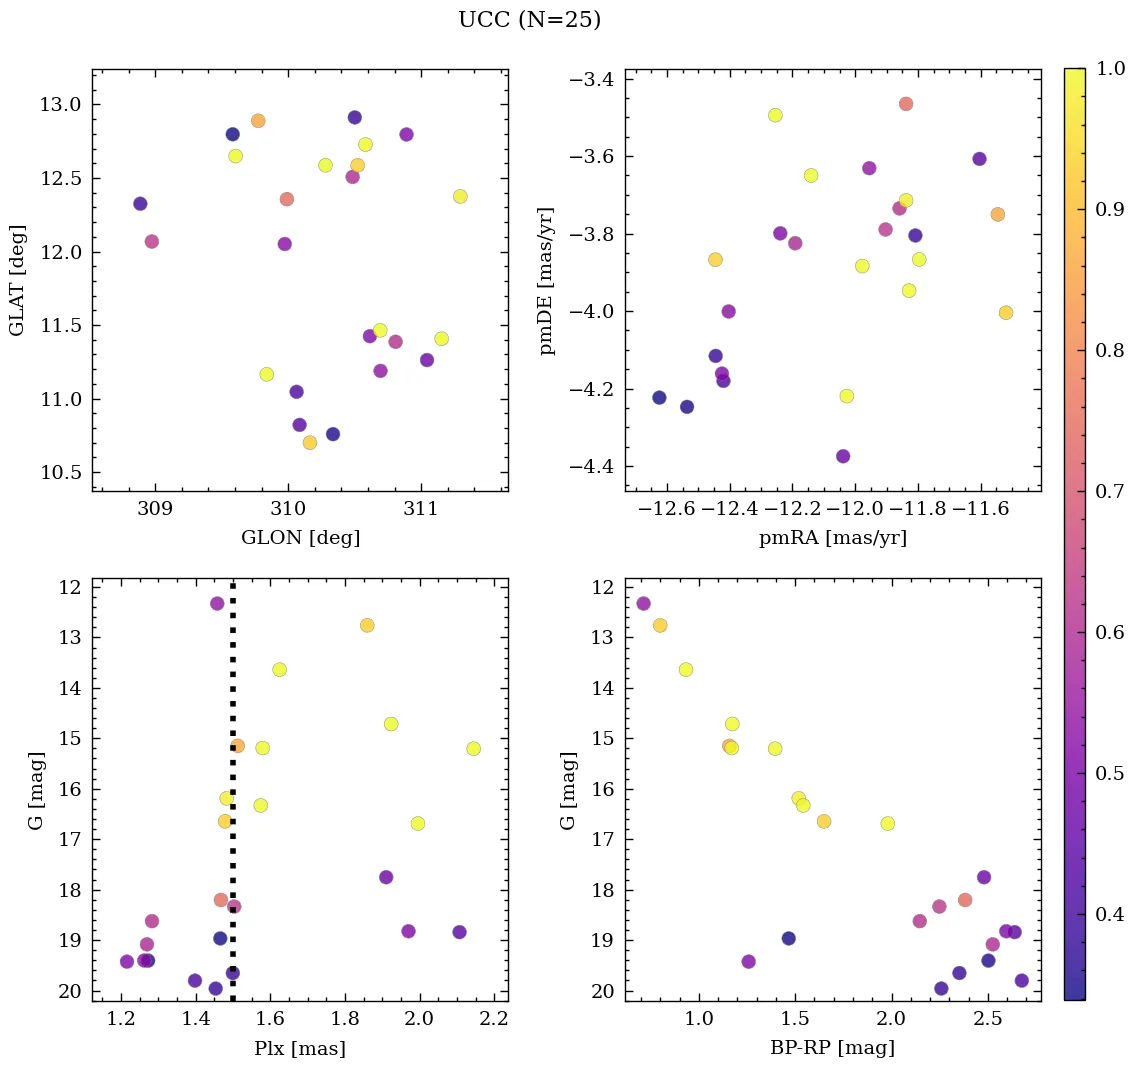 UCC (N=25)
13.0
12.5
12.0
11.5
11.0
10.5
GLAT [deg]
309 310 311
GLON [deg]
−3.4
−3.6
−3.8
−4.0
−4.2
−4.4
pmDE [mas/yr]
−12.6 −12.4 −12.2 −12.0 −11.8 −11.6
pmRA [mas/yr]
1.0
0.9
0.8
0.7
0.6
0.5
0.4
12
13
14
15
16
17
18
19
20
G [mag]
1.2 1.4 1.6 1.8 2.0 2.2
Plx [mas]
12
13
14
15
16
17
18
19
20
G [mag]
1.0 1.5 2.0 2.5
BP-RP [mag]